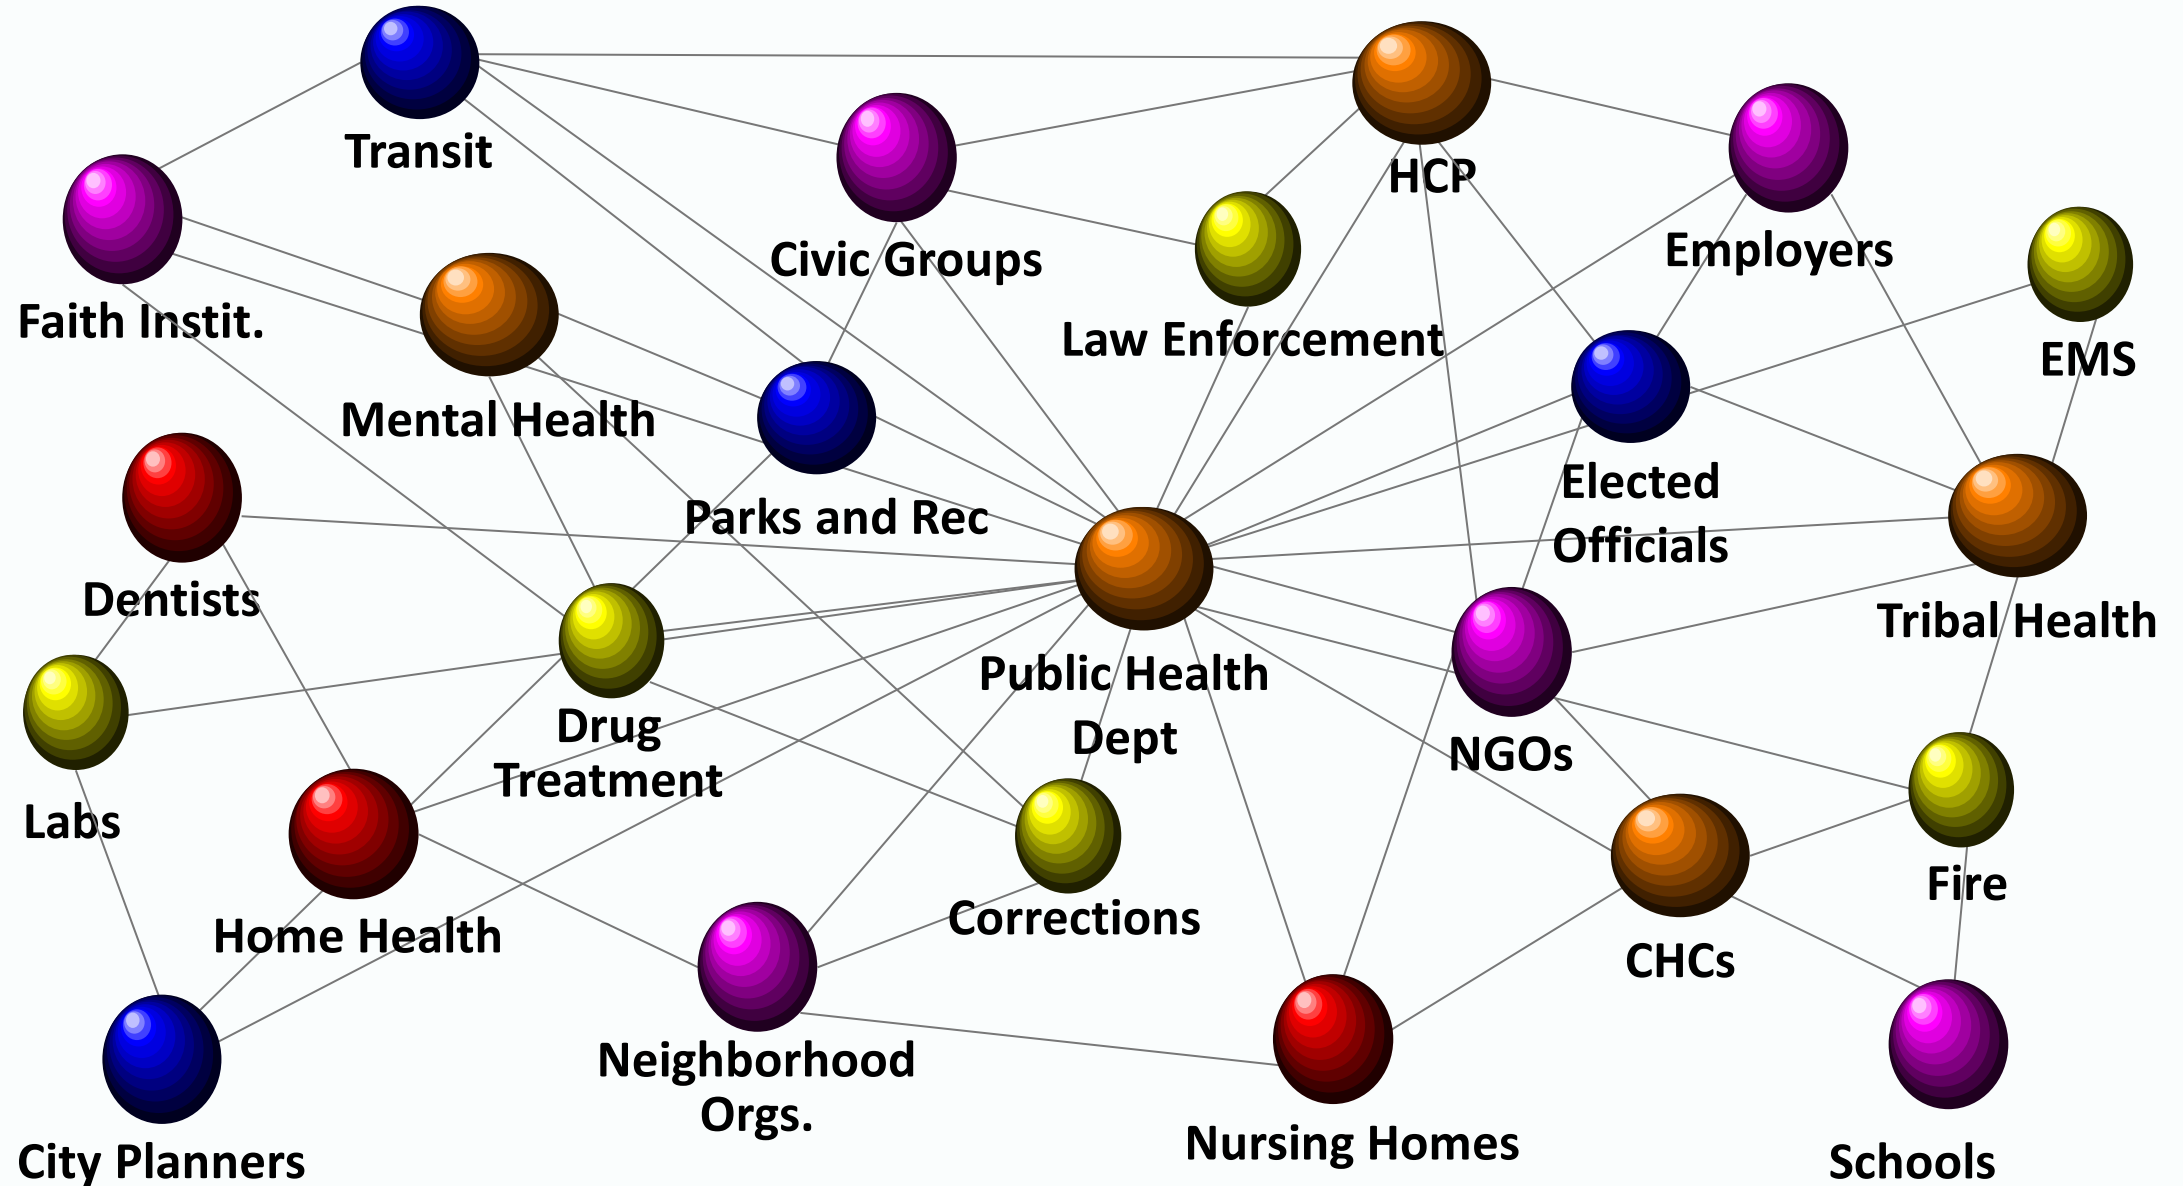 Transit
HCP
Civic Groups
Employers
Faith Instit.
Law Enforcement
EMS
Mental Health
Elected
Officials
Parks and Rec
Dentists
Tribal Health
Public Health
Dept
Drug
Treatment
NGOs
Labs
Fire
Home Health
Corrections
CHCs
Neighborhood
Orgs.
Nursing Homes
City Planners
Schools